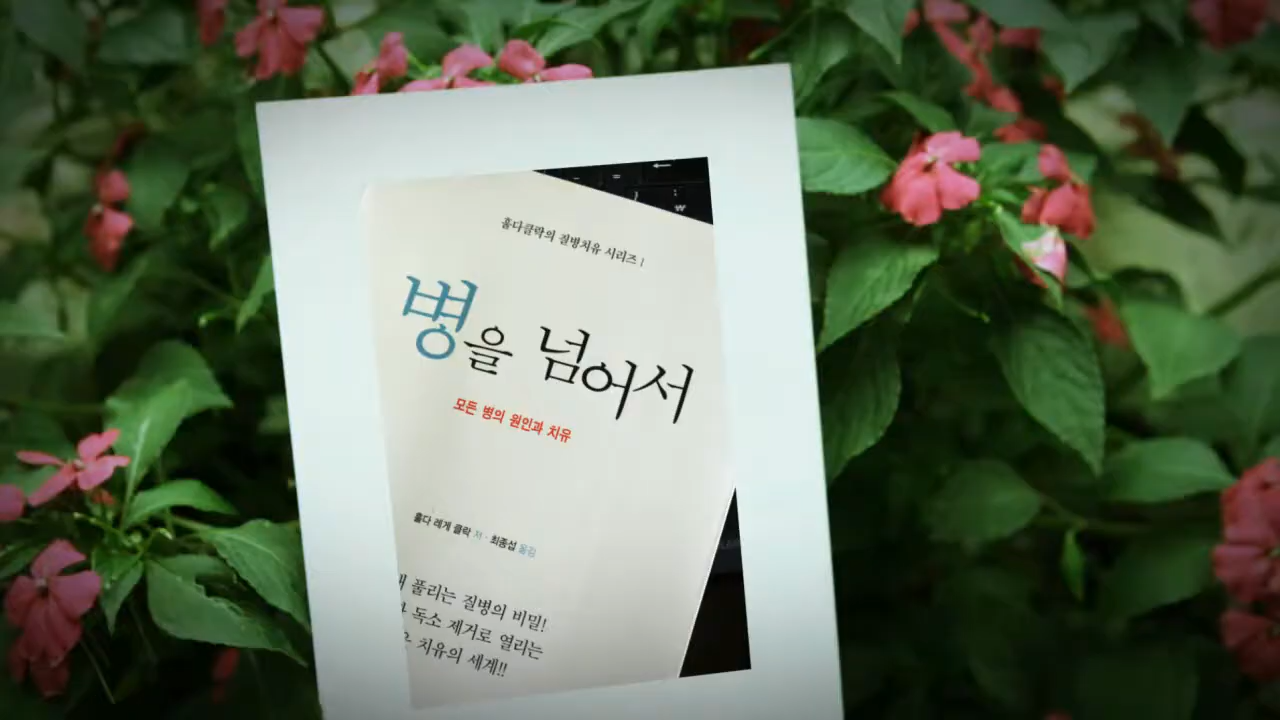 훌다클락의 질병치유 시리즈 1
병을 넘어서
모든 병의 원인과 치유
훌다 레게 클락 저 · 최종섭 옮김
풀리는 질병의 비밀!
독소 제거로 열리는
치유의 세계!!